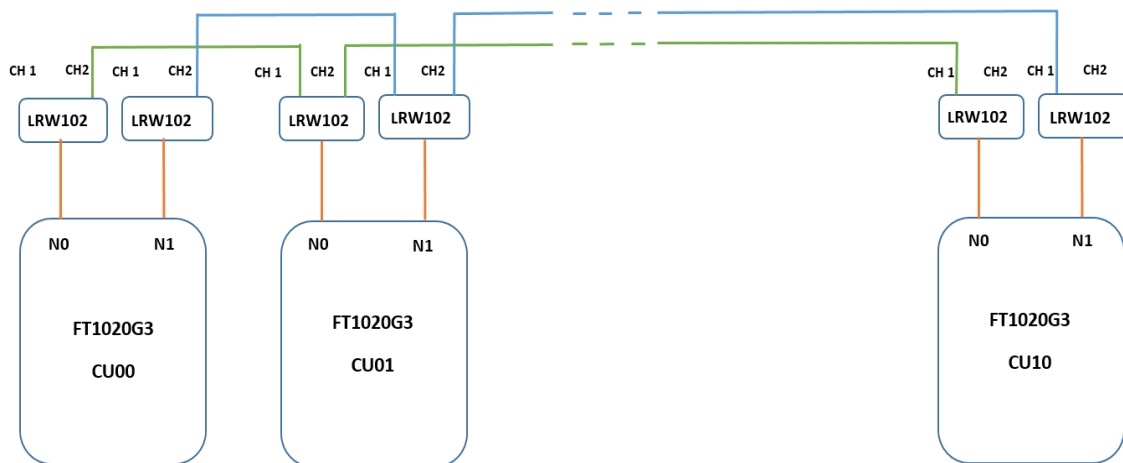 CH 1 CH2 CH 1 CH2 CH 1 CH2 CH 1 CH2 CH 1 CH2 CH 1 CH2
LRW102 LRW102 LRW102 LRW102 LRW102 LRW102
N0 N1 N0 N1 N0 N1
FT1020G3 FT1020G3 FT1020G3
CU00 CU01 CU10